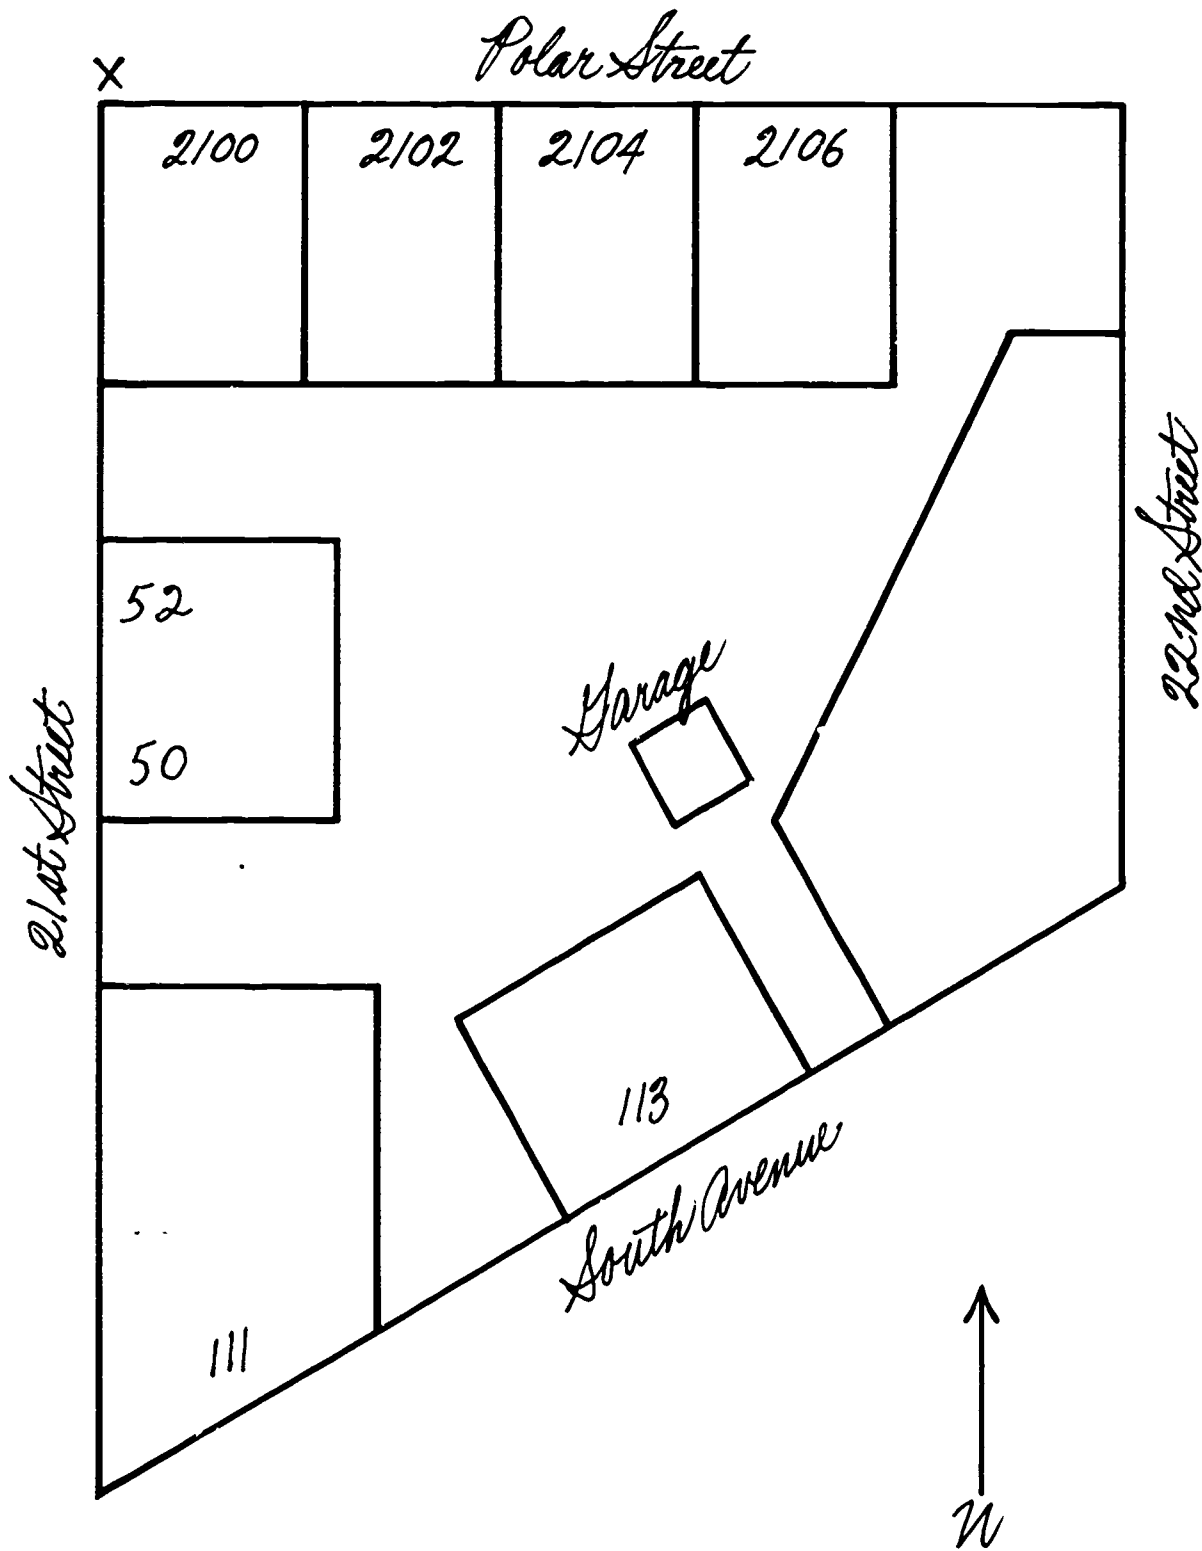 X
Polar Street
2100
2102
2104
2106
22nd Street
52
Garage
50
21st Street
113
South Avenue
111
N